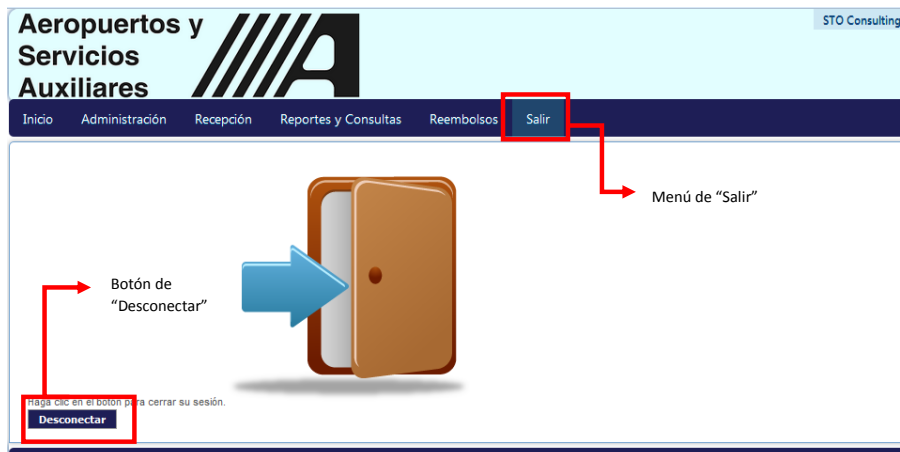 Aeropuertos y
Servicios
Auxiliares
STO Consulting
Inicio Administración Recepción Reportes y Consultas Reembolsos Salir
Menú de “Salir”
Botón de
“Desconectar”
Haga clic en el botón para cerrar su sesión.
Desconectar